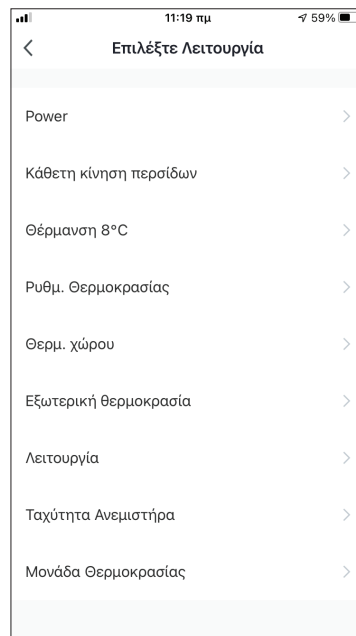 11:19 πμ
59%
Επιλέξτε Λειτουργία
Power
Κάθετη κίνηση περσίδων
Θέρμανση 8°C
Ρυθμ. Θερμοκρασίας
Θερμ. χώρου
Εξωτερική θερμοκρασία
Λειτουργία
Ταχύτητα Ανεμιστήρα
Μονάδα Θερμοκρασίας